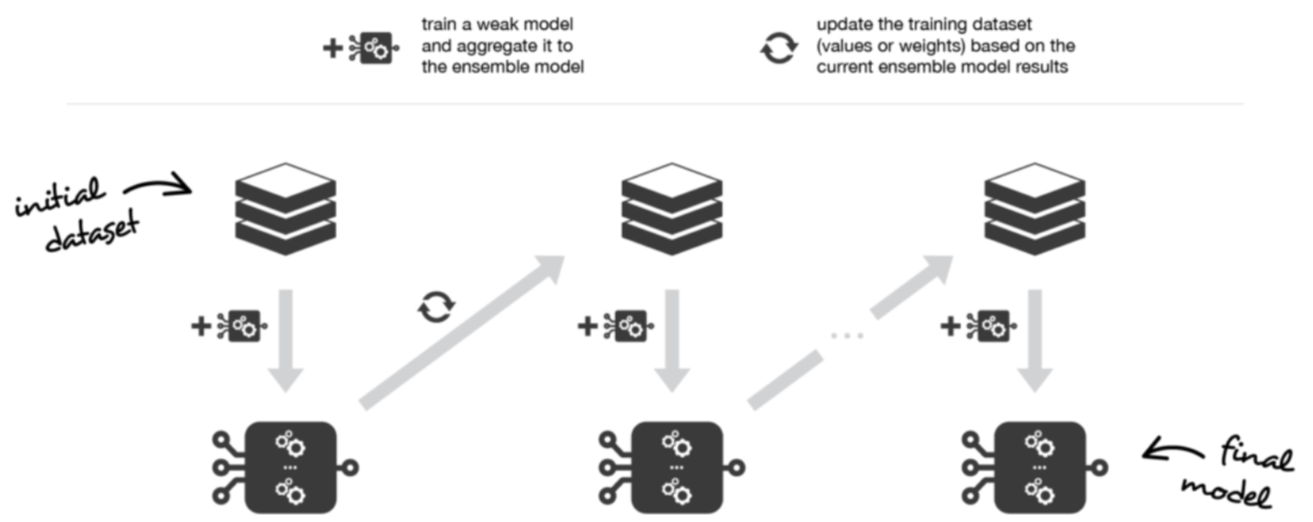 train a weak model
and aggregate it to
the ensemble model
update the training dataset
(values or weights) based on the
current ensemble model results
initial
dataset
final
model